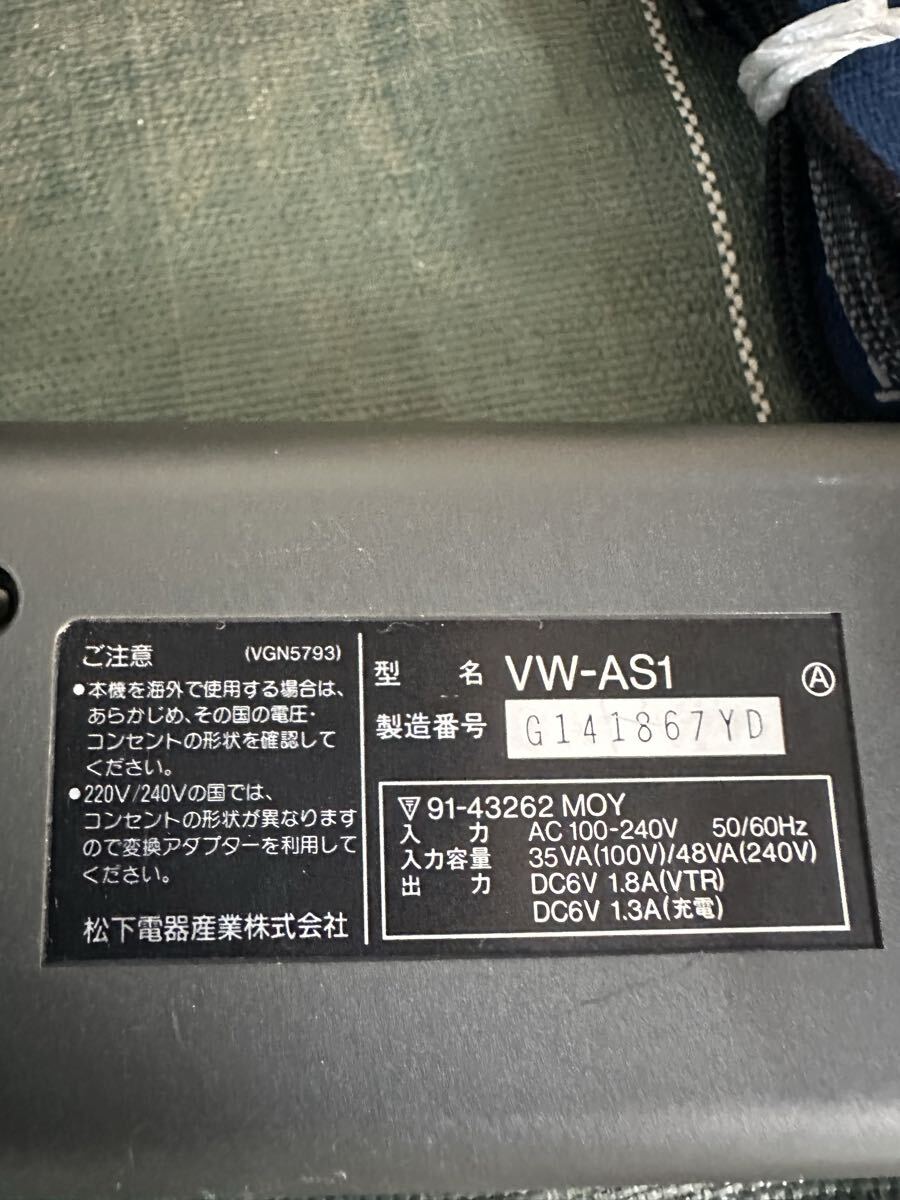 ご注意 (VGN5793)
●本機を海外で使用する場合は、
あらかじめ、その国の電圧・
コンセントの形状を確認して
ください。
●220V/240Vの国では、
コンセントの形状が異なります
ので変換アダプターを利用して
ください。
松下電器産業株式会社
型 名 VW-AS1 Ⓐ
製造番号 G141867YD
91-43262 MOY
入 力 AC 100-240V 50/60Hz
入力容量 35VA(100V)/48VA(240V)
出 力 DC6V 1.8A(VTR)
DC6V 1.3A(充電)